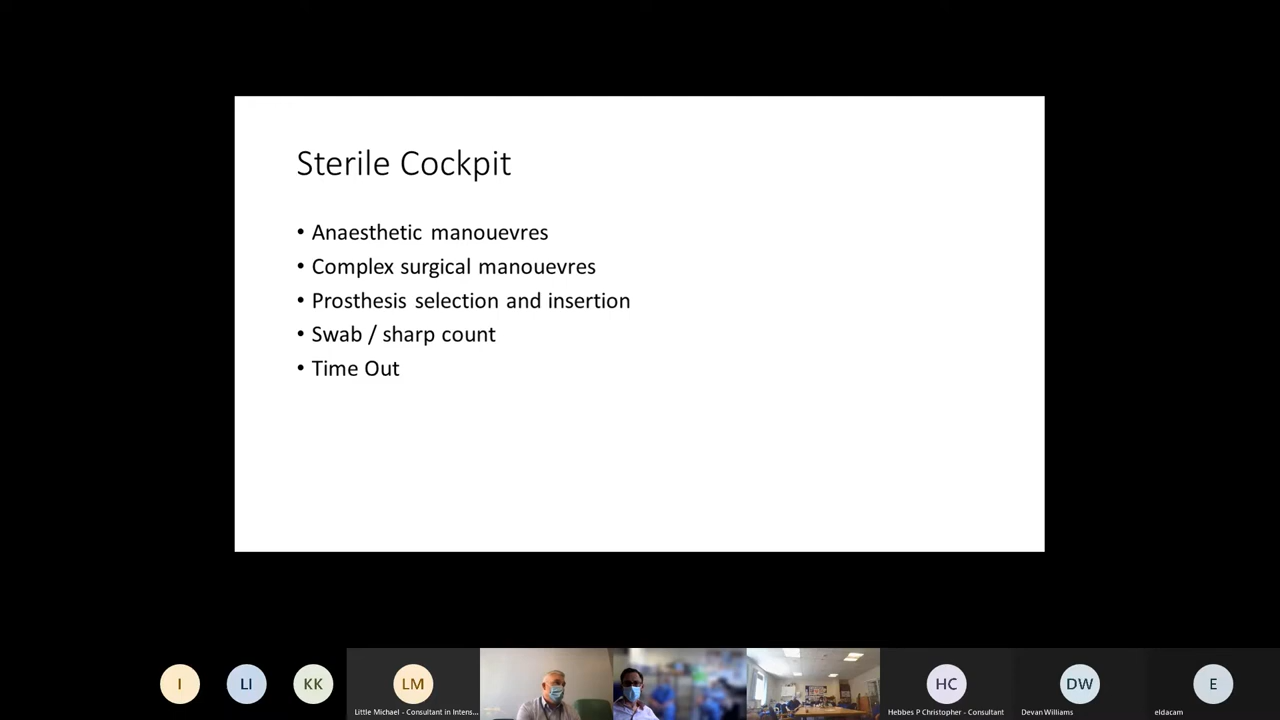 Sterile Cockpit
• Anaesthetic manouevres
• Complex surgical manouevres
• Prosthesis selection and insertion
• Swab / sharp count
• Time Out
I
LI
KK
LM
HC
DW
E
Little Michael - Consultant in Intens...
Hebbes P Christopher - Consultant
Devan Williams
eldacam